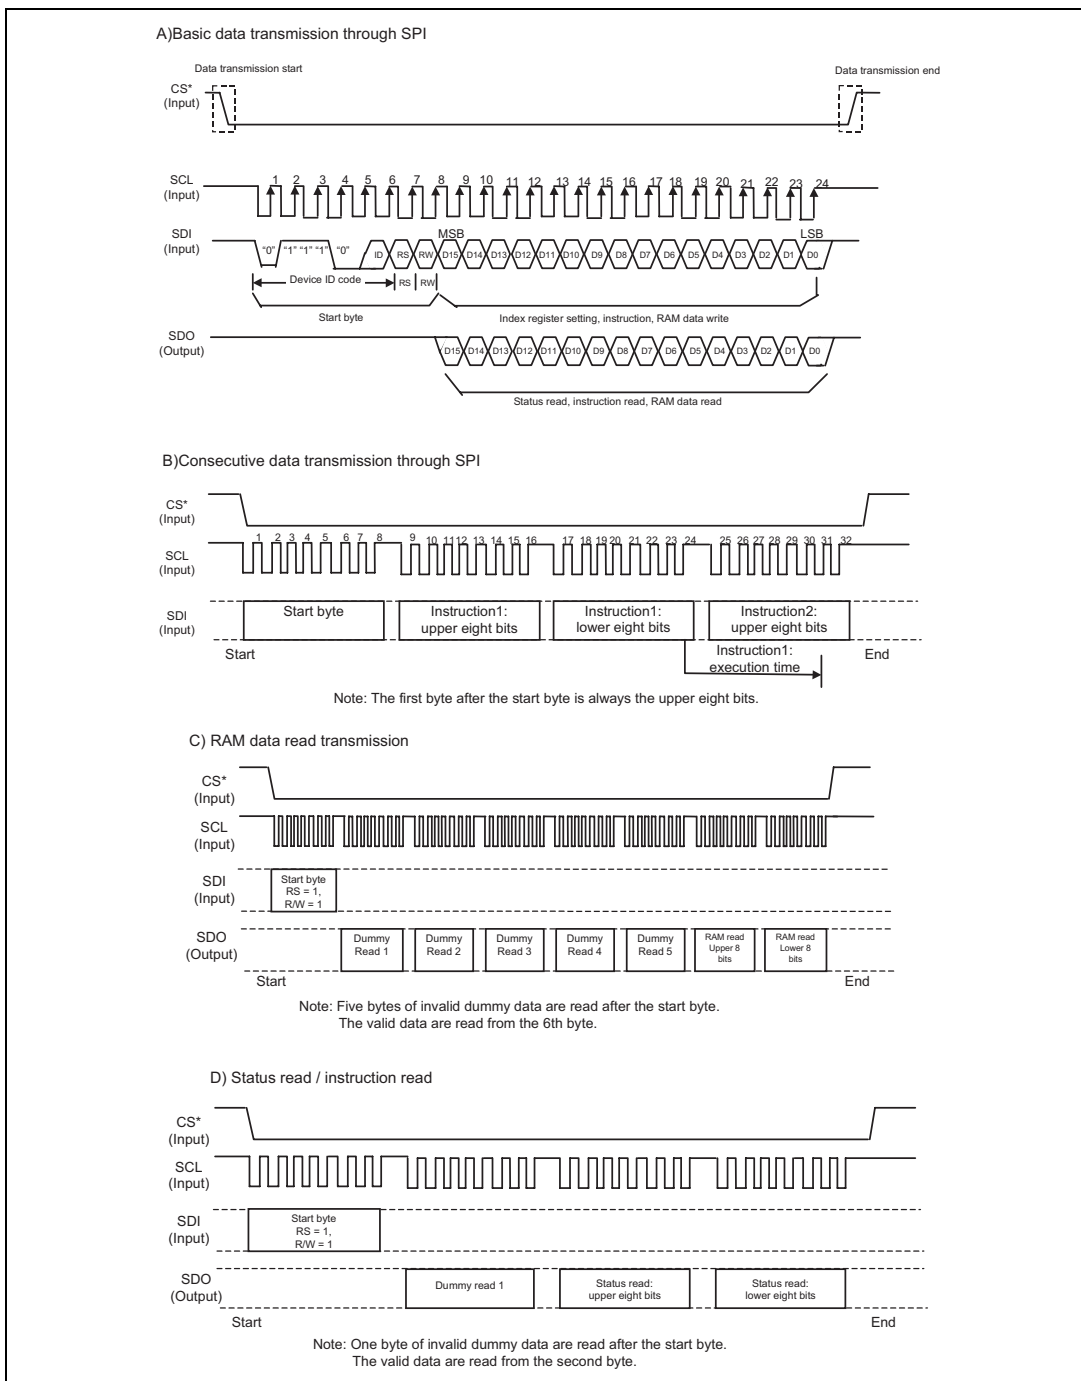 A)Basic data transmission through SPI
Data transmission start
Data transmission end
CS*
(Input)
SCL
(Input)
1 2 3 4 5 6 7 8 9 10 11 12 13 14 15 16 17 18 19 20 21 22 23 24
SDI
(Input)
MSB
LSB
"0" "1" "1" "1" "0" ID RS RW D15 D14 D13 D12 D11 D10 D9 D8 D7 D6 D5 D4 D3 D2 D1 D0
Device ID code RS RW
Start byte
Index register setting, instruction, RAM data write
SDO
(Output)
D15 D14 D13 D12 D11 D10 D9 D8 D7 D6 D5 D4 D3 D2 D1 D0
Status read, instruction read, RAM data read
B)Consecutive data transmission through SPI
CS*
(Input)
1 2 3 4 5 6 7 8 9 10 11 12 13 14 15 16 17 18 19 20 21 22 23 24 25 26 27 28 29 30 31 32
SCL
(Input)
SDI
(Input)
Start byte
Instruction1:
upper eight bits
Instruction1:
lower eight bits
Instruction2:
upper eight bits
Start
Instruction1:
execution time
End
Note: The first byte after the start byte is always the upper eight bits.
C) RAM data read transmission
CS*
(Input)
SCL
(Input)
SDI
(Input)
Start byte
RS = 1,
R/W = 1
SDO
(Output)
Dummy
Read 1
Dummy
Read 2
Dummy
Read 3
Dummy
Read 4
Dummy
Read 5
RAM read
Upper 8
bits
RAM read
Lower 8
bits
Start
End
Note: Five bytes of invalid dummy data are read after the start byte.
The valid data are read from the 6th byte.
D) Status read / instruction read
CS*
(Input)
SCL
(Input)
SDI
(Input)
Start byte
RS = 1,
R/W = 1
SDO
(Output)
Dummy read 1
Status read:
upper eight bits
Status read:
lower eight bits
Start
End
Note: One byte of invalid dummy data are read after the start byte.
The valid data are read from the second byte.